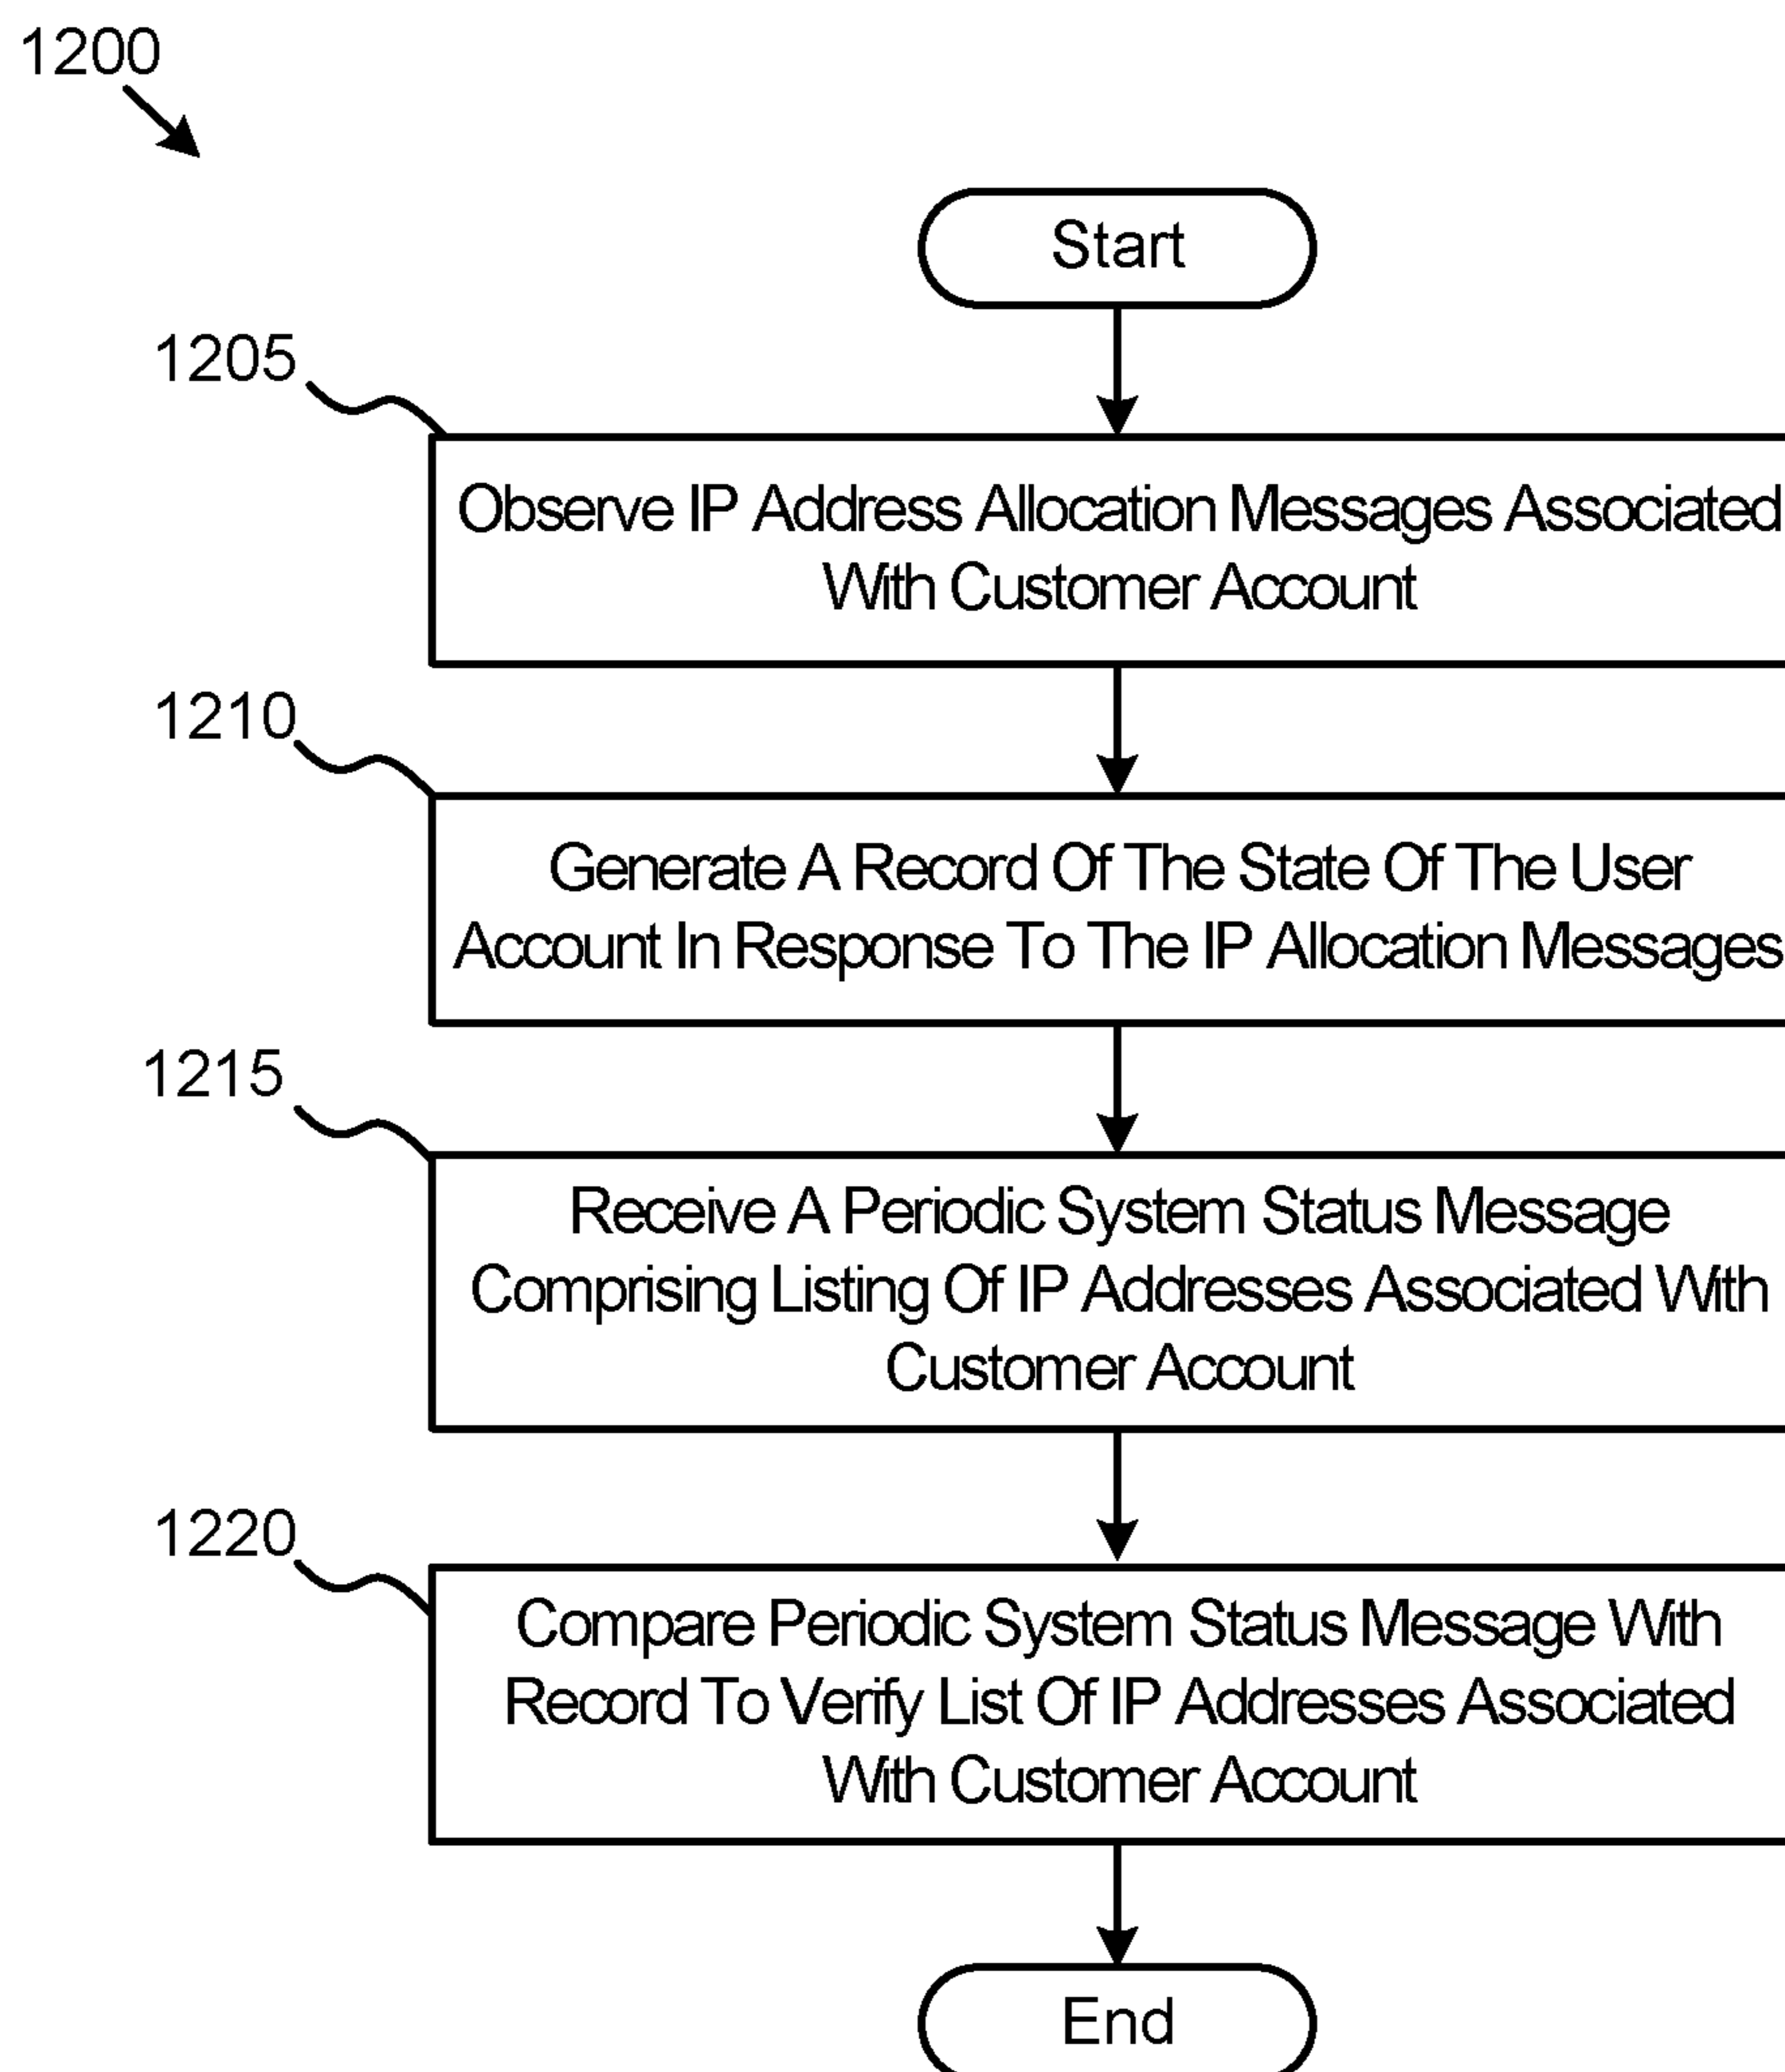 1200
Start
1205
Observe IP Address Allocation Messages Associated
With Customer Account
1210
Generate A Record Of The State Of The User
Account In Response To The IP Allocation Messages
1215
Receive A Periodic System Status Message
Comprising Listing Of IP Addresses Associated With
Customer Account
1220
Compare Periodic System Status Message With
Record To Verify List Of IP Addresses Associated
With Customer Account
End